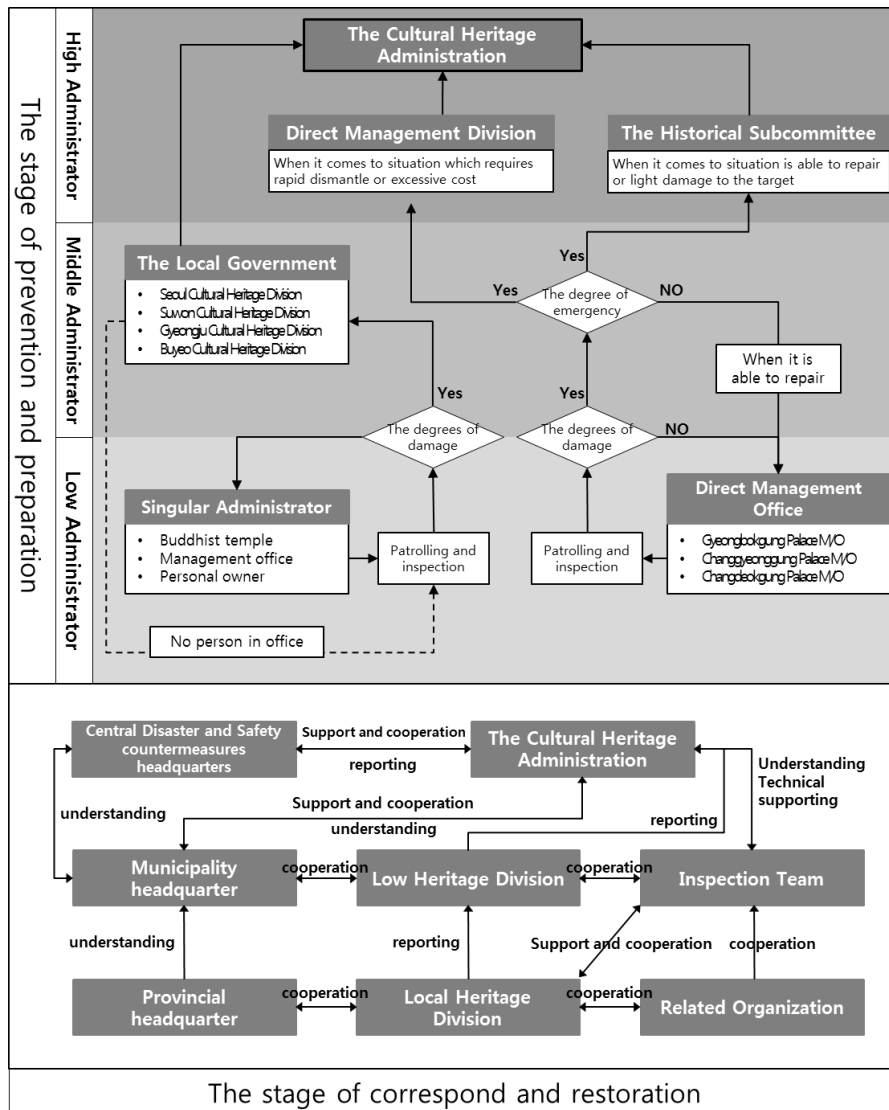 The stage of prevention and preparation
High Administrator
The Cultural Heritage
Administration
Direct Management Division
When it comes to situation which requires
rapid dismantle or excessive cost
The Historical Subcommittee
When it comes to situation is able to repair
or light damage to the target
Middle Administrator
The Local Government
• Seoul Cultural Heritage Division
• Suwon Cultural Heritage Division
• Gyeongju Cultural Heritage Division
• Buyeo Cultural Heritage Division
Yes
Yes
The degree of
emergency
NO
When it is
able to repair
Yes
Yes
The degrees of
damage
The degrees of
damage
NO
Low Administrator
Singular Administrator
• Buddhist temple
• Management office
• Personal owner
Patrolling and
inspection
Patrolling and
inspection
Direct Management
Office
• Gyeongbokgung Palace M/O
• Changgyeonggung Palace M/O
• Changdeokgung Palace M/O
No person in office
Central Disaster and Safety
countermeasures
headquarters
Support and cooperation
reporting
The Cultural Heritage
Administration
Understanding
Technical
supporting
understanding
Support and cooperation
understanding
reporting
Municipality
headquarter
cooperation
Low Heritage Division
cooperation
Inspection Team
understanding
reporting
Support and cooperation
cooperation
Provincial
headquarter
cooperation
Local Heritage
Division
cooperation
Related Organization
The stage of correspond and restoration